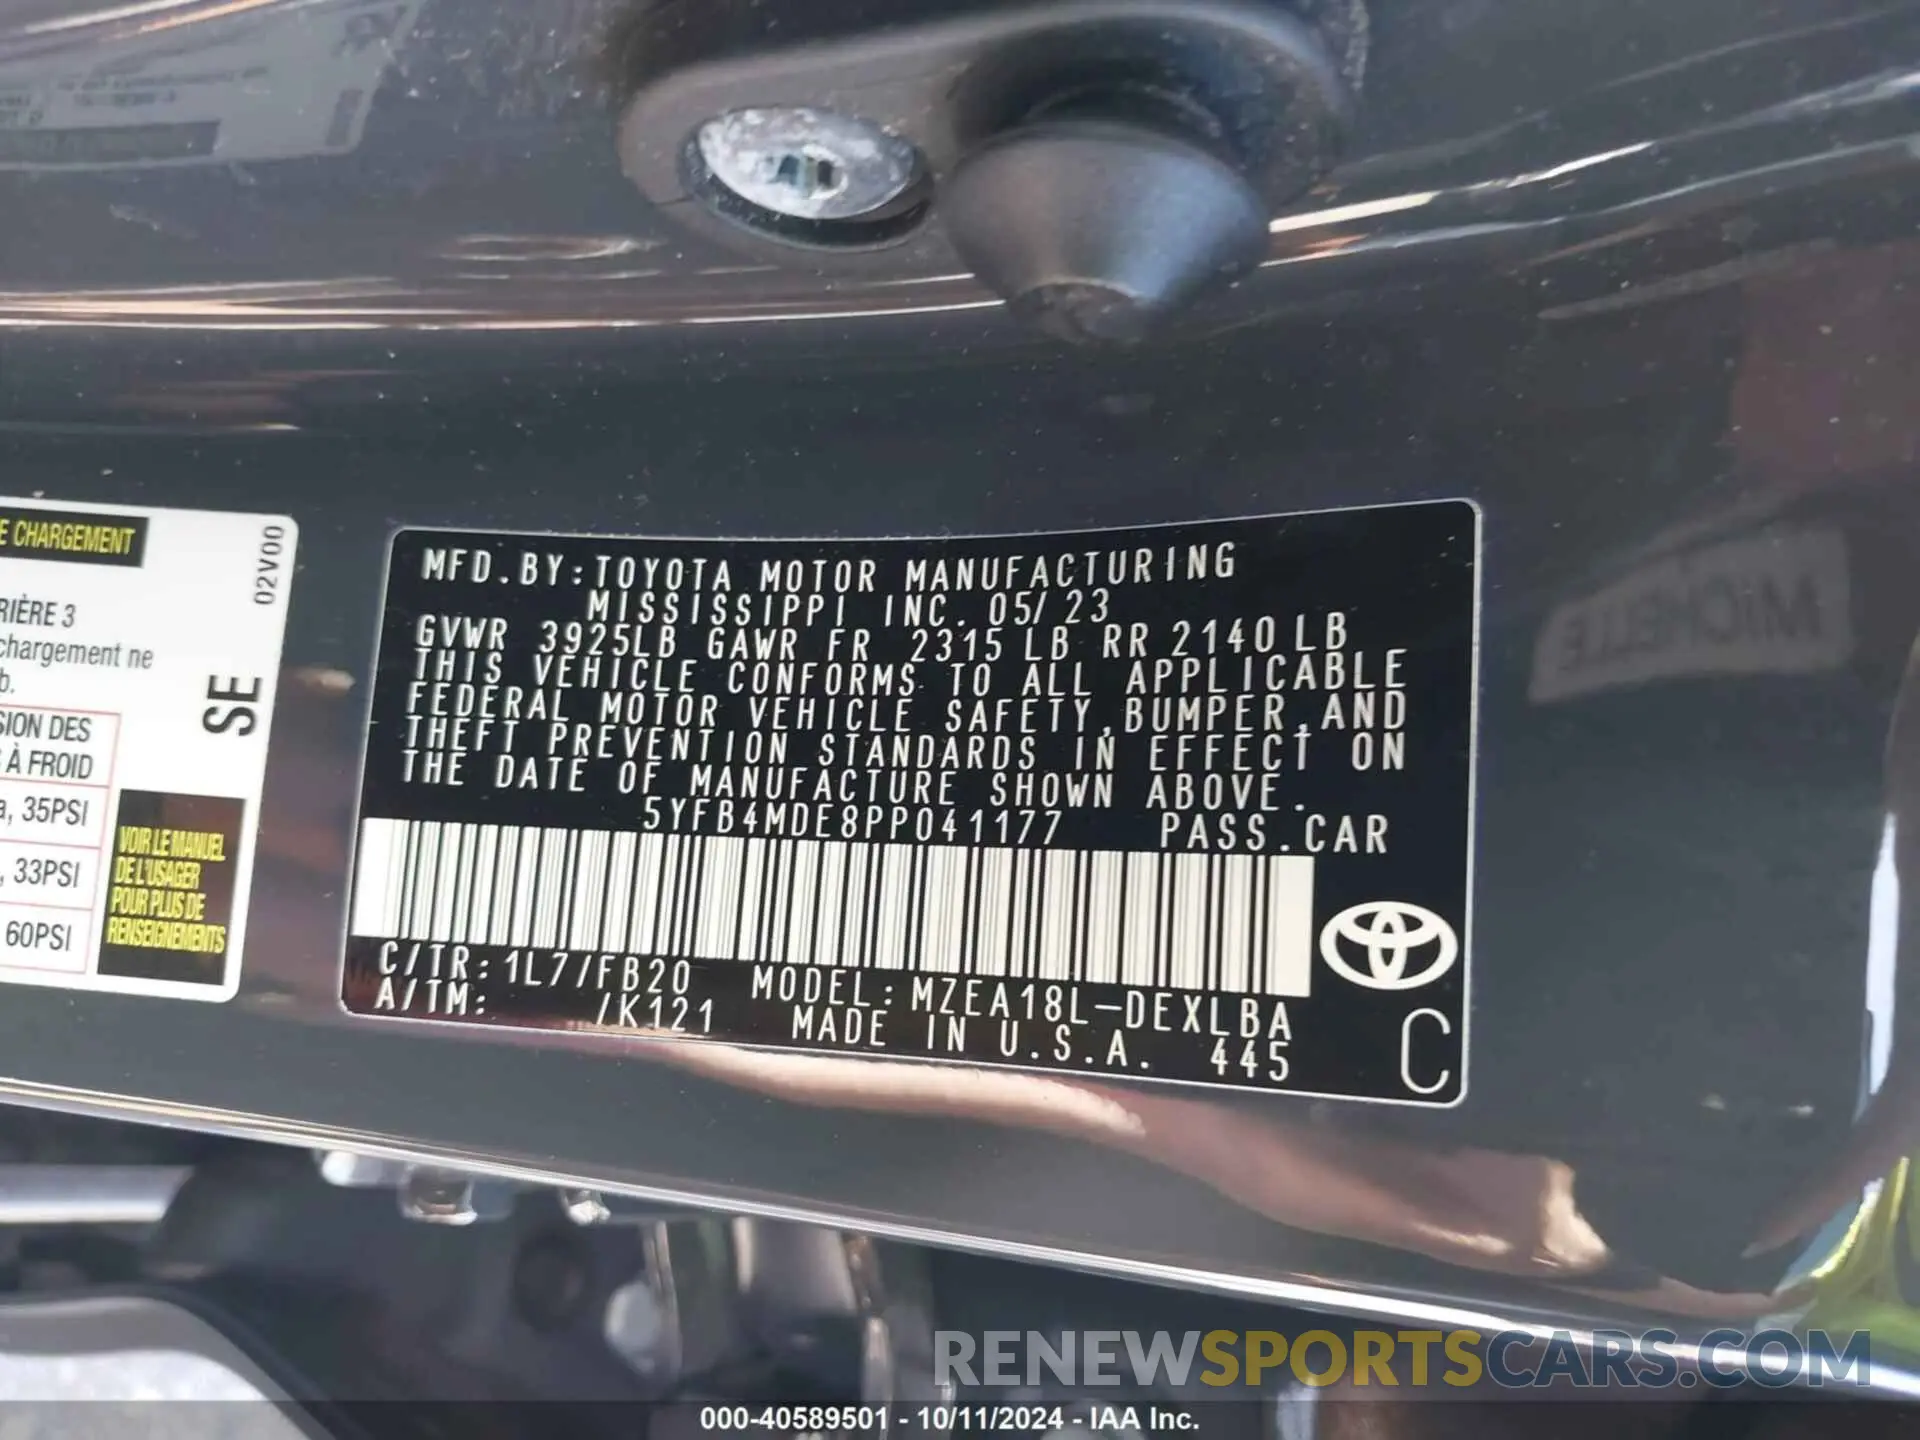 E CHARGEMENT
02V00
RIÈRE 3
chargement ne
b.
SE
SION DES
À FROID
a, 35PSI
, 33PSI
60PSI
VOIR LE MANUEL
DE L'USAGER
POUR PLUS DE
RENSEIGNEMENTS
MFD.BY:TOYOTA MOTOR MANUFACTURING
MISSISSIPPI INC. 05/23
GVWR 3925LB GAWR FR 2315LB RR 2140LB
THIS VEHICLE CONFORMS TO ALL APPLICABLE
FEDERAL MOTOR VEHICLE SAFETY,BUMPER,AND
THEFT PREVENTION STANDARDS IN EFFECT ON
THE DATE OF MANUFACTURE SHOWN ABOVE.
5YFB4MDE8PP041177 PASS.CAR
C/TR:1L7/FB20 MODEL:MZEA18L-DEXLBA
A/TM: /K121 MADE IN U.S.A. 445
C
MICHELLE
RENEWSPORTSCARS.COM
000-40589501 - 10/11/2024 - IAA Inc.